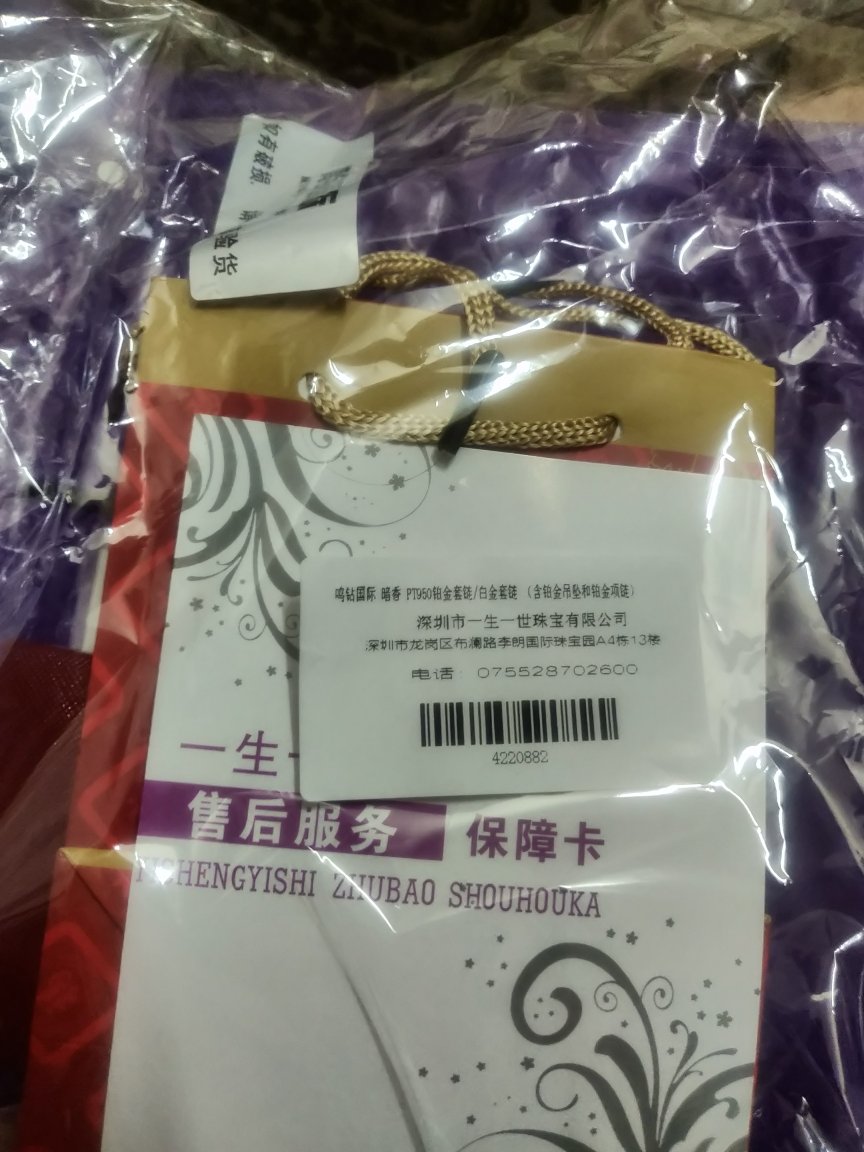 验货
鸣钻国际 暗香 PT950铂金套链/白金套链 （含铂金吊坠和铂金项链）
深圳市一生一世珠宝有限公司
深圳市龙岗区布澜路李朗国际珠宝园A4栋13楼
电话: 075528702600
4220882
一生一
售后服务 保障卡
YISHENGYISHI ZHUBAO SHOUHOUKA